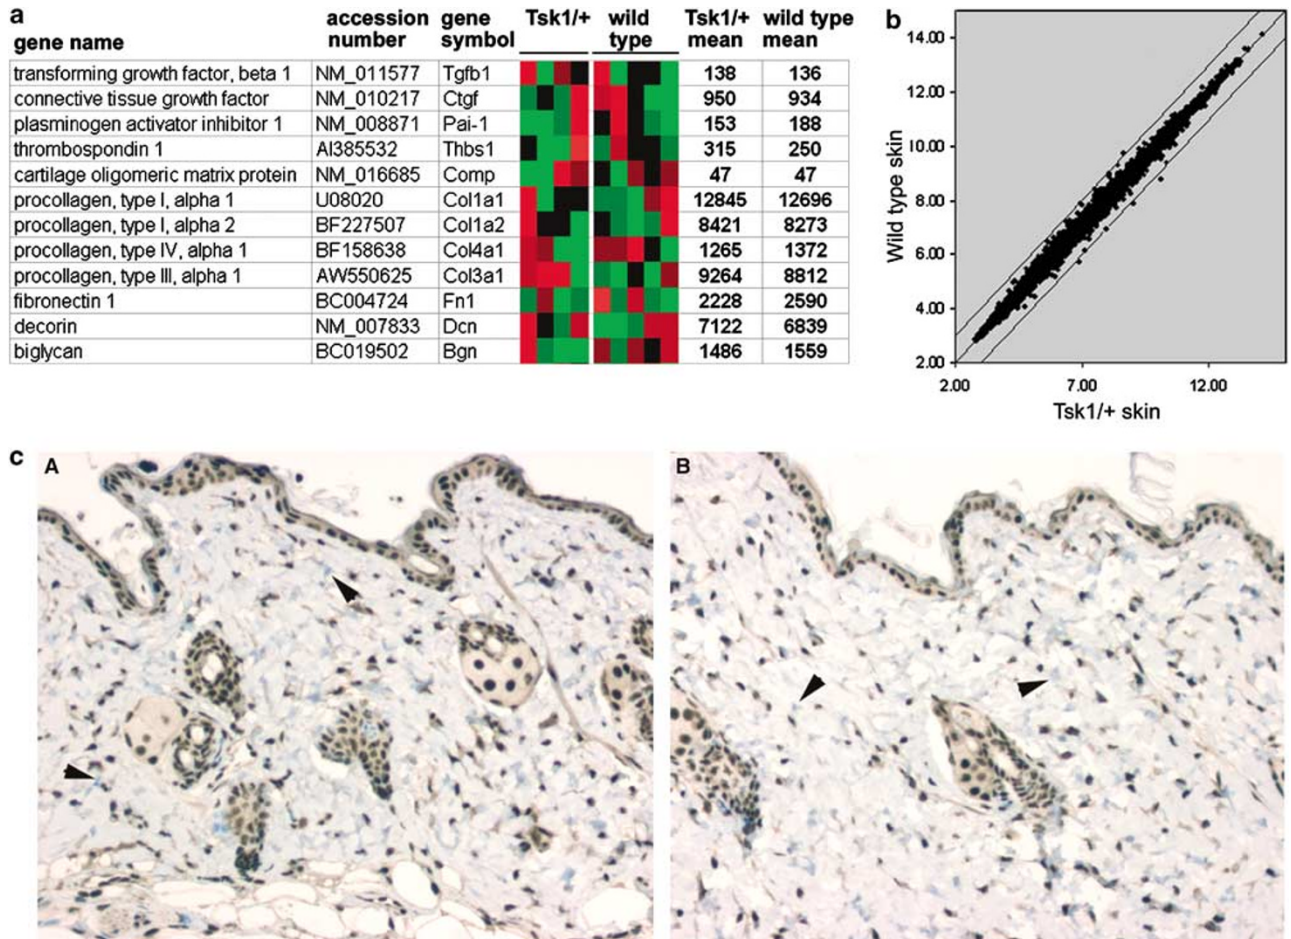 a
gene name accession number gene symbol Tsk1/+ wild type Tsk1/+ mean wild type mean
transforming growth factor, beta 1 NM_011577 Tgfb1 138 136
connective tissue growth factor NM_010217 Ctgf 950 934
plasminogen activator inhibitor 1 NM_008871 Pai-1 153 188
thrombospondin 1 AI385532 Thbs1 315 250
cartilage oligomeric matrix protein NM_016685 Comp 47 47
procollagen, type I, alpha 1 U08020 Col1a1 12845 12696
procollagen, type I, alpha 2 BF227507 Col1a2 8421 8273
procollagen, type IV, alpha 1 BF158638 Col4a1 1265 1372
procollagen, type III, alpha 1 AW550625 Col3a1 9264 8812
fibronectin 1 BC004724 Fn1 2228 2590
decorin NM_007833 Dcn 7122 6839
biglycan BC019502 Bgn 1486 1559
b
Wild type skin
14.00
12.00
10.00
8.00
6.00
4.00
2.00
2.00 7.00 12.00
Tsk1/+ skin
c
A
B